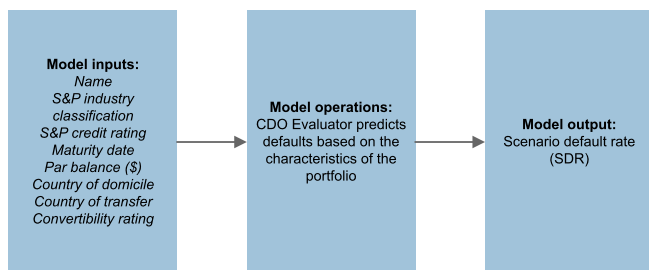 Model inputs:
Name
S&P industry
classification
S&P credit rating
Maturity date
Par balance ($)
Country of domicile
Country of transfer
Convertibility rating
Model operations:
CDO Evaluator predicts
defaults based on the
characteristics of the
portfolio
Model output:
Scenario default rate
(SDR)